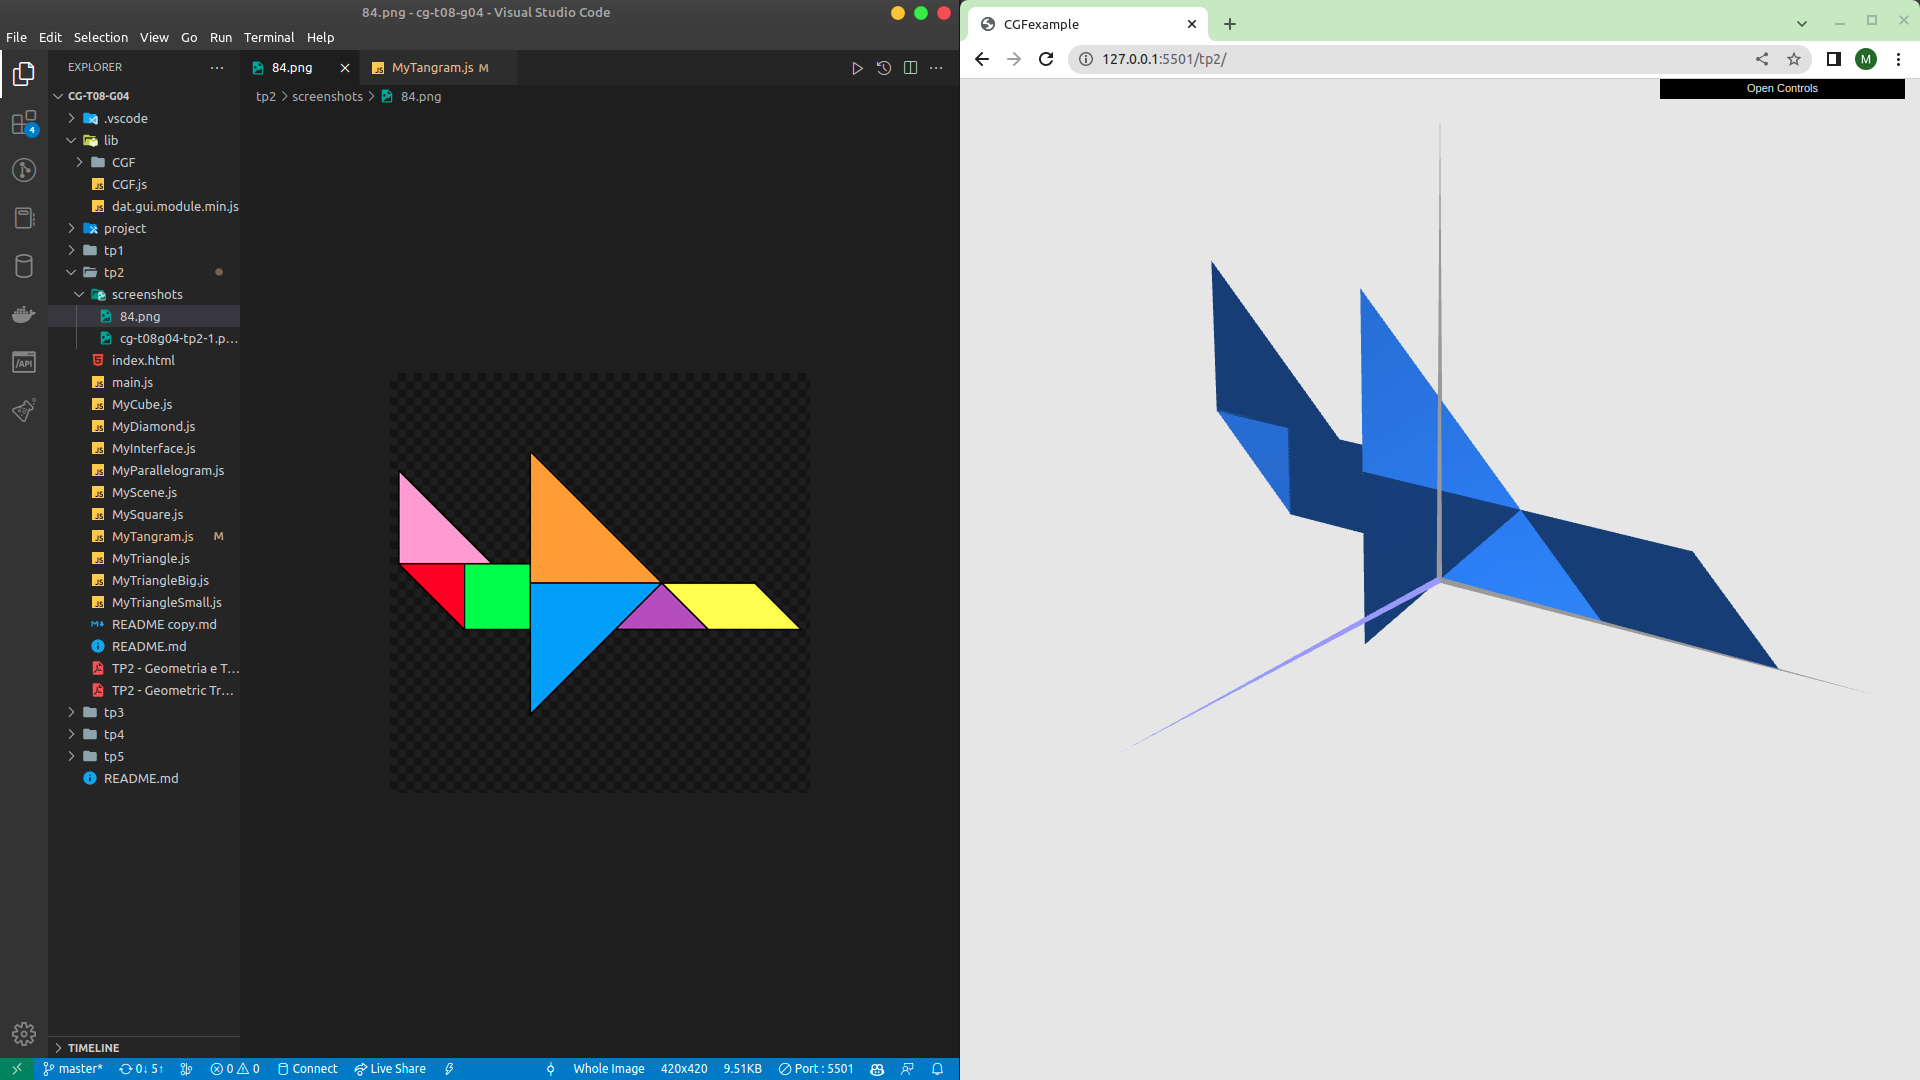 84.png - cg-t08-g04 - Visual Studio Code
File Edit Selection View Go Run Terminal Help
EXPLORER
84.png
MyTangram.js M
tp2 screenshots 84.png
CG-T08-G04
.vscode
lib
CGF
CGF.js
dat.gui.module.min.js
project
tp1
tp2
screenshots
84.png
cg-t08g04-tp2-1.p...
index.html
main.js
MyCube.js
MyDiamond.js
MyInterface.js
MyParallelogram.js
MyScene.js
MySquare.js
MyTangram.js M
MyTriangle.js
MyTriangleBig.js
MyTriangleSmall.js
README copy.md
README.md
TP2 - Geometria e T...
TP2 - Geometric Tr...
tp3
tp4
tp5
README.md
4
/API
TIMELINE
master* 0↓ 5↑ 0 0 Connect Live Share Whole Image 420x420 9.51KB Port : 5501
CGFexample
127.0.0.1:5501/tp2/
M
Open Controls